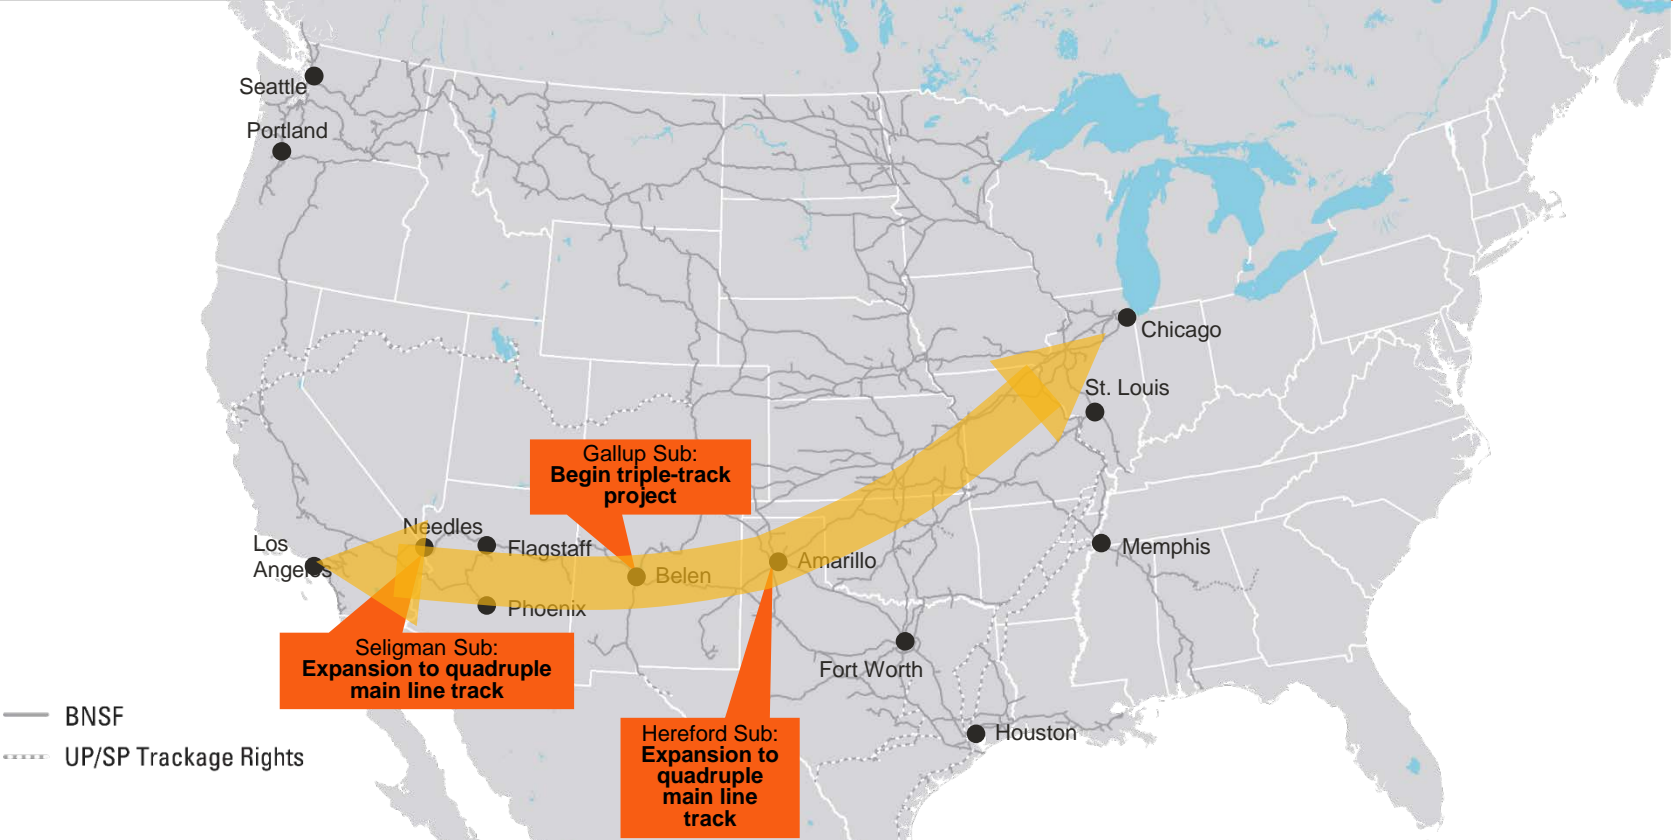 Seattle
Portland
Chicago
St. Louis
Gallup Sub:
Begin triple-track
project
Needles
Los
Angeles
Flagstaff
Belen
Amarillo
Memphis
Phoenix
Seligman Sub:
Expansion to quadruple
main line track
Fort Worth
Hereford Sub:
Expansion to
quadruple
main line
track
Houston
BNSF
UP/SP Trackage Rights